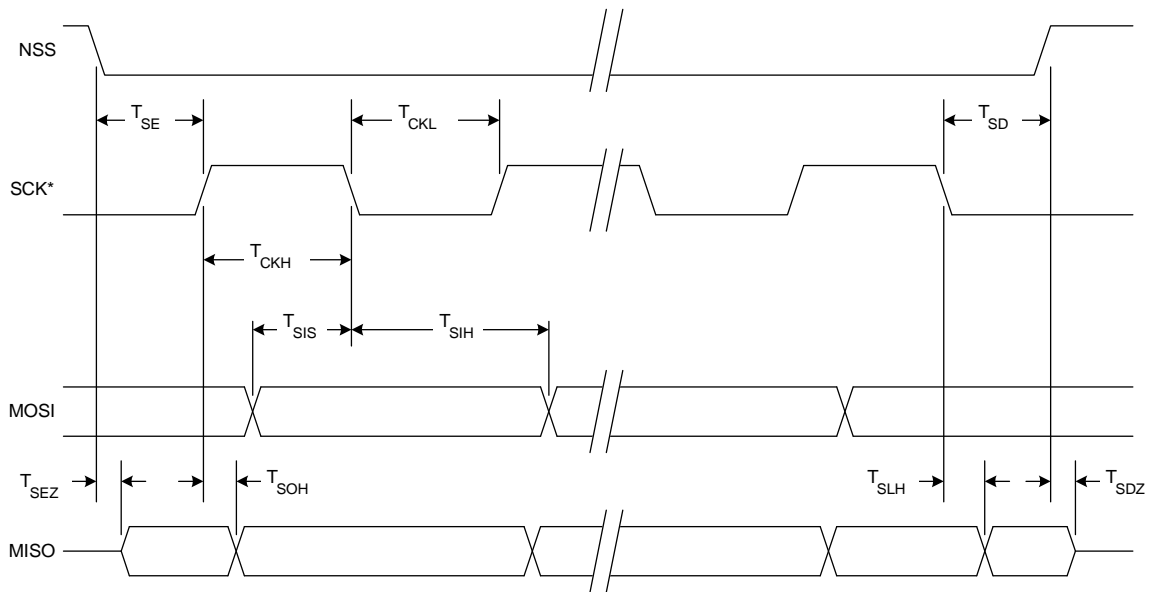 NSS
T_SE
T_CKL
T_SD
SCK*
T_CKH
T_SIS
T_SIH
MOSI
T_SEZ
T_SOH
T_SLH
T_SDZ
MISO